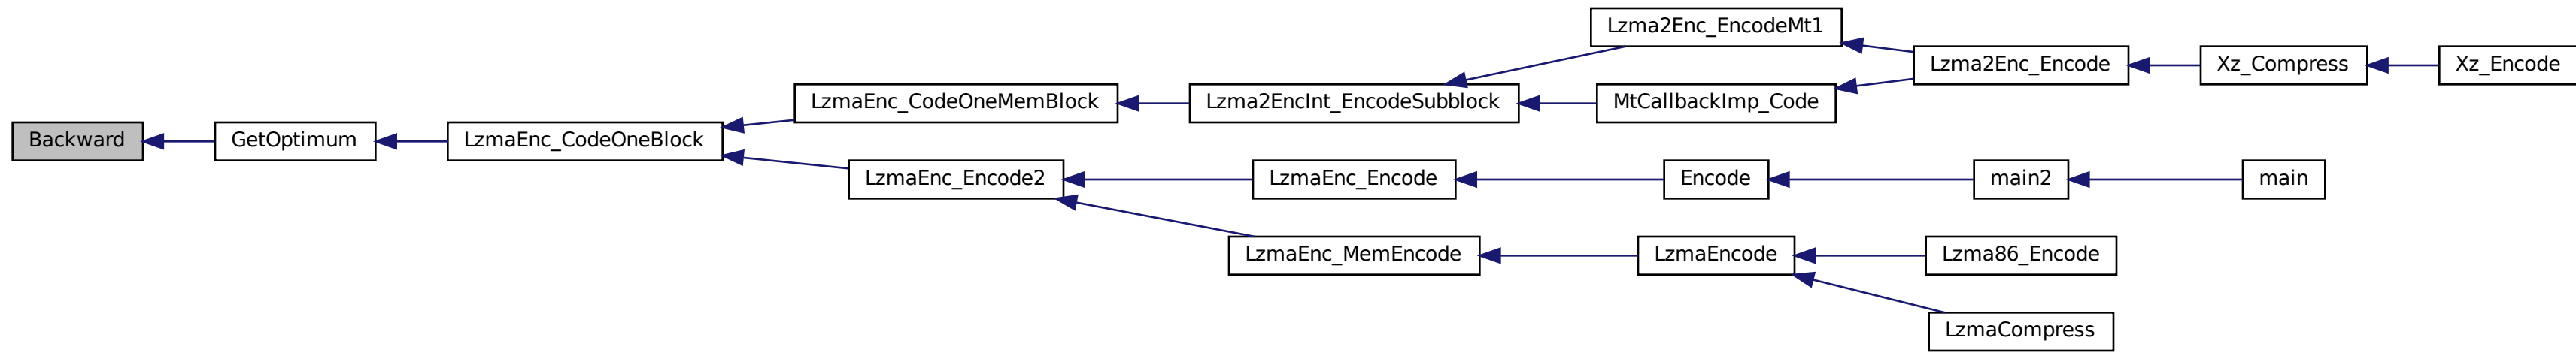 Backward
GetOptimum
LzmaEnc_CodeOneBlock
LzmaEnc_CodeOneMemBlock
Lzma2EncInt_EncodeSubblock
Lzma2Enc_EncodeMt1
MtCallbackImp_Code
Lzma2Enc_Encode
Xz_Compress
Xz_Encode
LzmaEnc_Encode2
LzmaEnc_Encode
Encode
main2
main
LzmaEnc_MemEncode
LzmaEncode
Lzma86_Encode
LzmaCompress